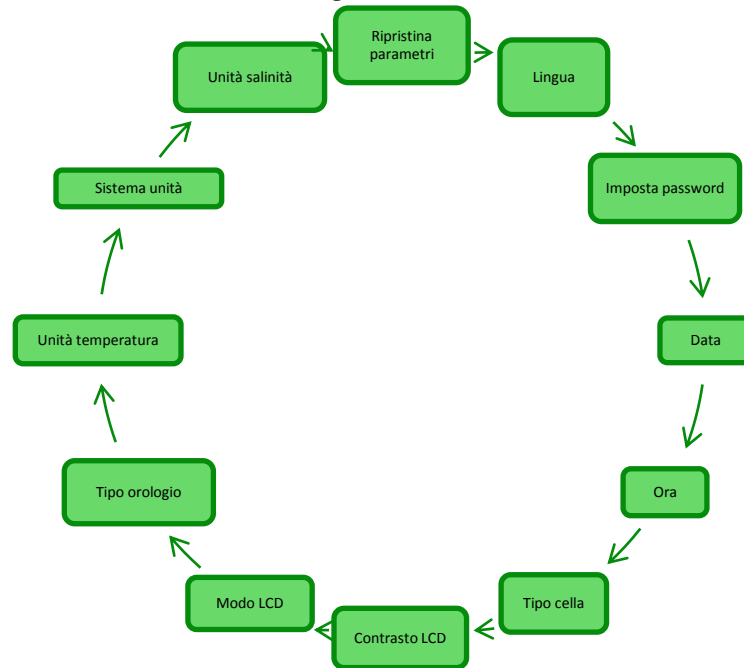 Ripristina
parametri
Lingua
Imposta password
Data
Ora
Tipo cella
Contrasto LCD
Modo LCD
Tipo orologio
Unità temperatura
Sistema unità
Unità salinità